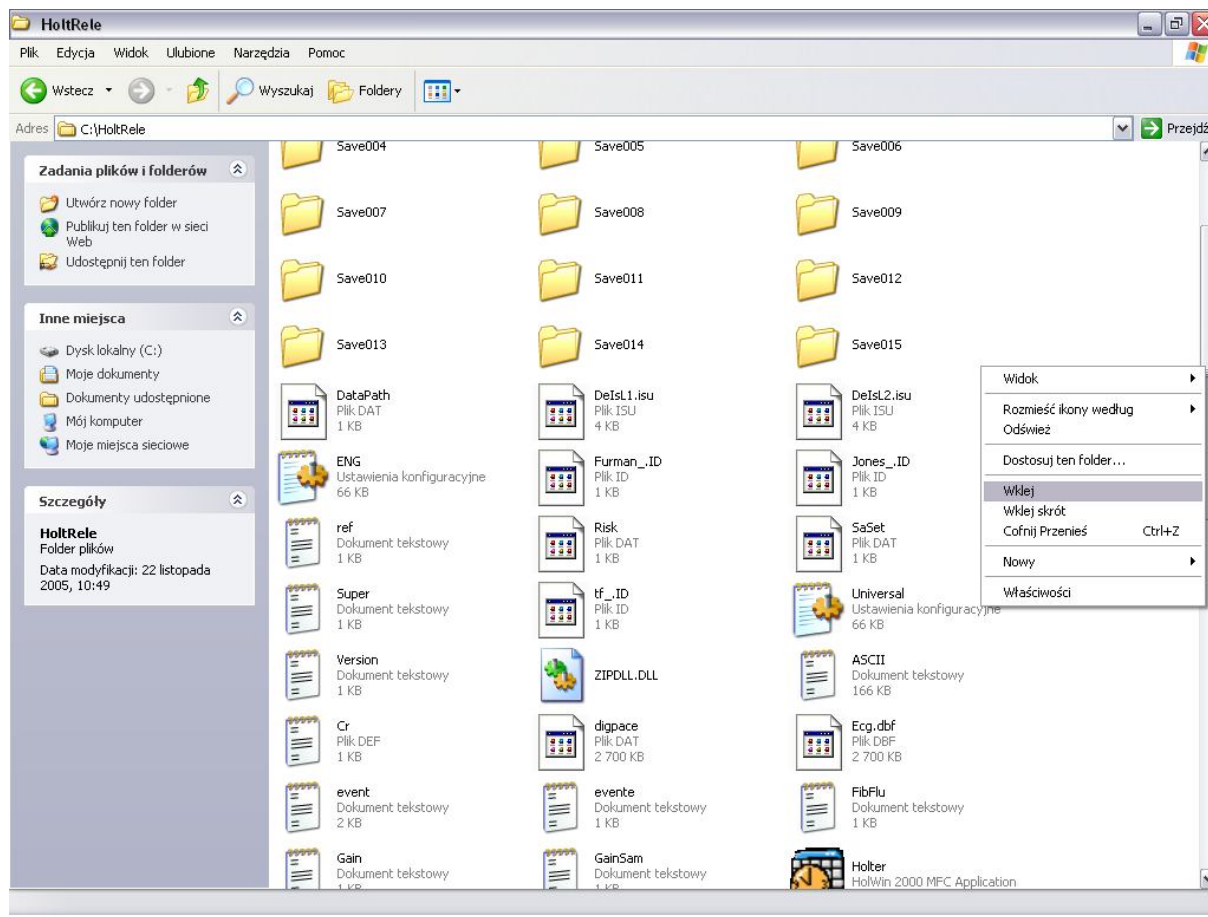 HoltRele
Plik Edycja Widok Ulubione Narzędzia Pomoc
Wstecz Wyszukaj Foldery
Adres C:\HoltRele Przejdź
Zadania plików i folderów
Utwórz nowy folder
Publikuj ten folder w sieci
Web
Udostępnij ten folder
Inne miejsca
Dysk lokalny (C:)
Moje dokumenty
Dokumenty udostępnione
Mój komputer
Moje miejsca sieciowe
Szczegóły
HoltRele
Folder plików
Data modyfikacji: 22 listopada
2005, 10:49
Save004 Save005 Save006
Save007 Save008 Save009
Save010 Save011 Save012
Save013 Save014 Save015
DataPath DeIsL1.isu DeIsL2.isu
Plik DAT Plik ISU Plik ISU
1 KB 4 KB 4 KB
ENG Furman_.ID Jones_.ID
Ustawienia konfiguracyjne Plik ID Plik ID
66 KB 1 KB 1 KB
ref Risk SaSet
Dokument tekstowy Plik DAT Plik DAT
1 KB 1 KB 1 KB
Super tf_.ID Universal
Dokument tekstowy Plik ID Ustawienia konfiguracyjne
1 KB 1 KB 66 KB
Version ZIPDLL.DLL ASCII
Dokument tekstowy Dokument tekstowy
1 KB 166 KB
Cr digpace Ecg.dbf
Plik DEF Plik DAT Plik DBF
1 KB 2 700 KB 2 700 KB
event evente FibFlu
Dokument tekstowy Dokument tekstowy Dokument tekstowy
2 KB 1 KB 1 KB
Gain GainSam Holter
Dokument tekstowy Dokument tekstowy HolWin 2000 MFC Application
1 KB 1 KB
Widok
Rozmieść ikony według
Odśwież
Dostosuj ten folder...
Wklej
Wklej skrót
Cofnij Przenieś Ctrl+Z
Nowy
Właściwości